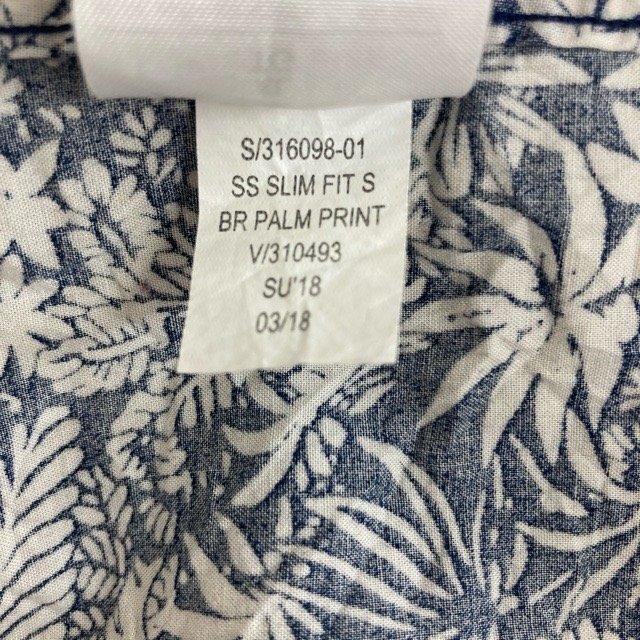 S/316098-01
SS SLIM FIT S
BR PALM PRINT
V/310493
SU'18
03/18